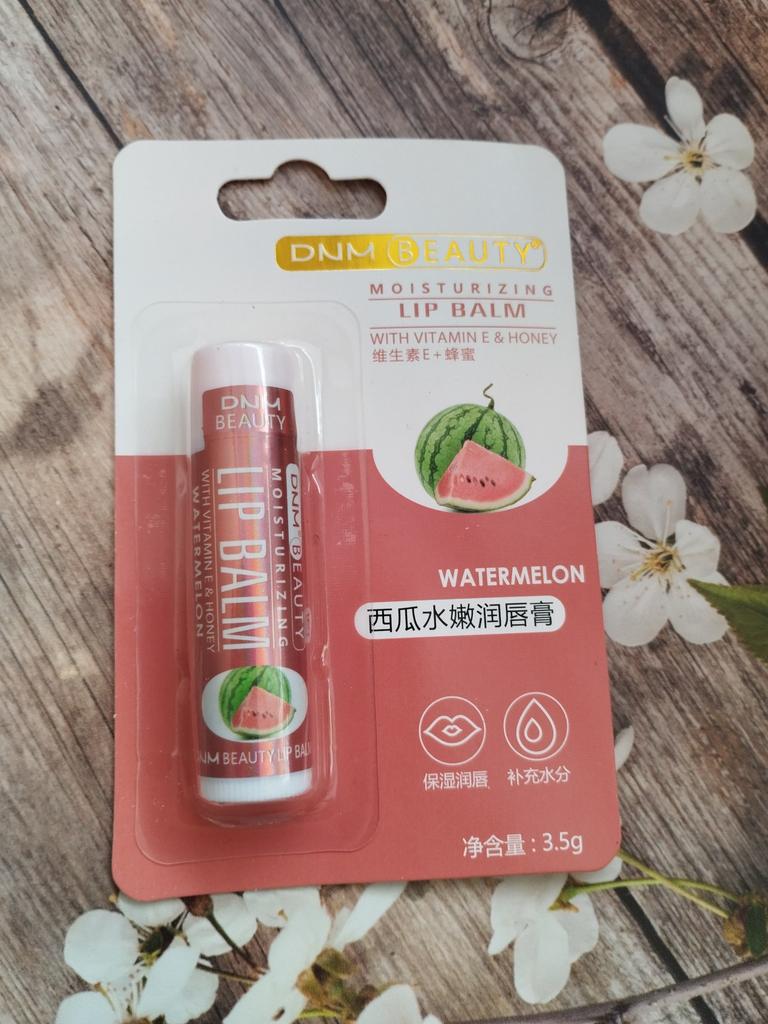 DNM BEAUTY®
MOISTURIZING
LIP BALM
WITH VITAMIN E & HONEY
维生素E+蜂蜜
WATERMELON
西瓜水嫩润唇膏
保湿润唇
补充水分
净含量：3.5g
DNM
BEAUTY
DNM BEAUTY
MOISTURIZING
LIP BALM
WITH VITAMIN E & HONEY
WATERMELON
DNM BEAUTY LIP BALM